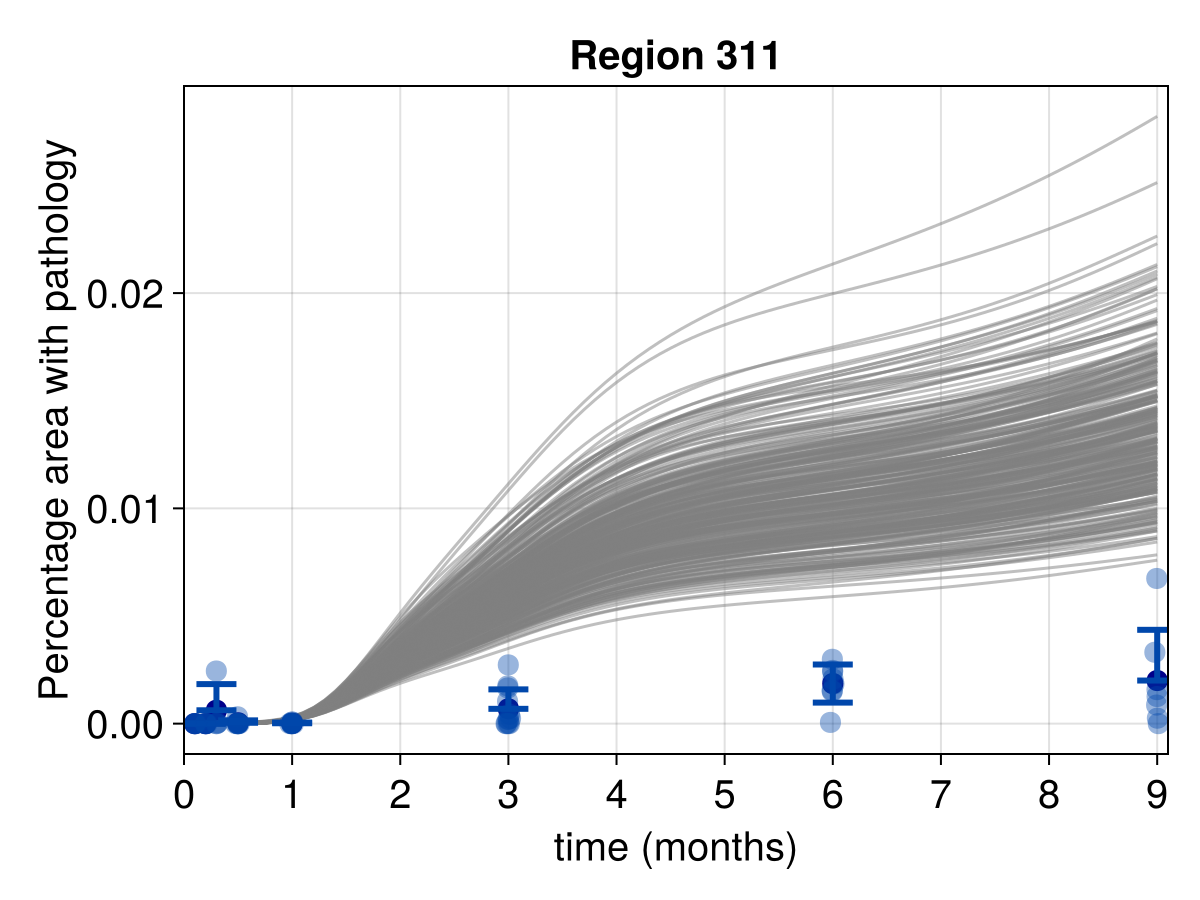 Region 311
Percentage area with pathology
0.02
0.01
0.00
0 1 2 3 4 5 6 7 8 9
time (months)